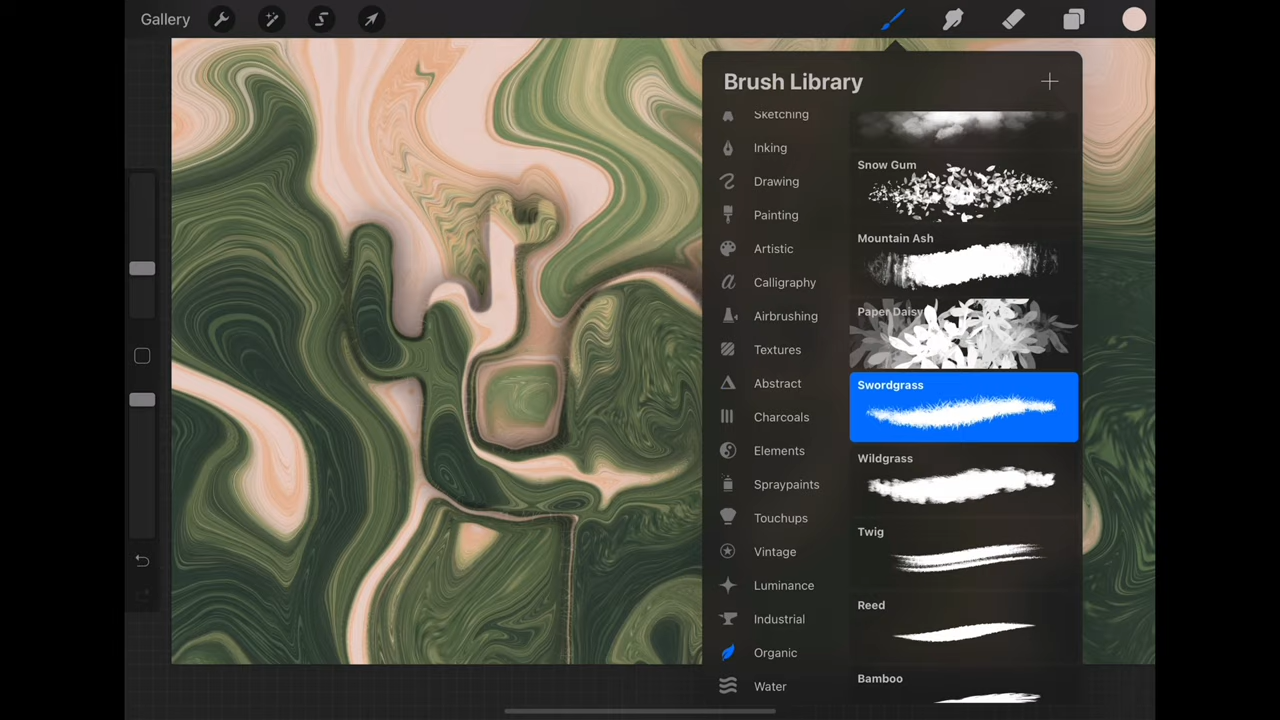 Gallery
Brush Library
Sketching
Inking
Drawing
Painting
Artistic
Calligraphy
Airbrushing
Textures
Abstract
Charcoals
Elements
Spraypaints
Touchups
Vintage
Luminance
Industrial
Organic
Water
Snow Gum
Mountain Ash
Paper Daisy
Swordgrass
Wildgrass
Twig
Reed
Bamboo